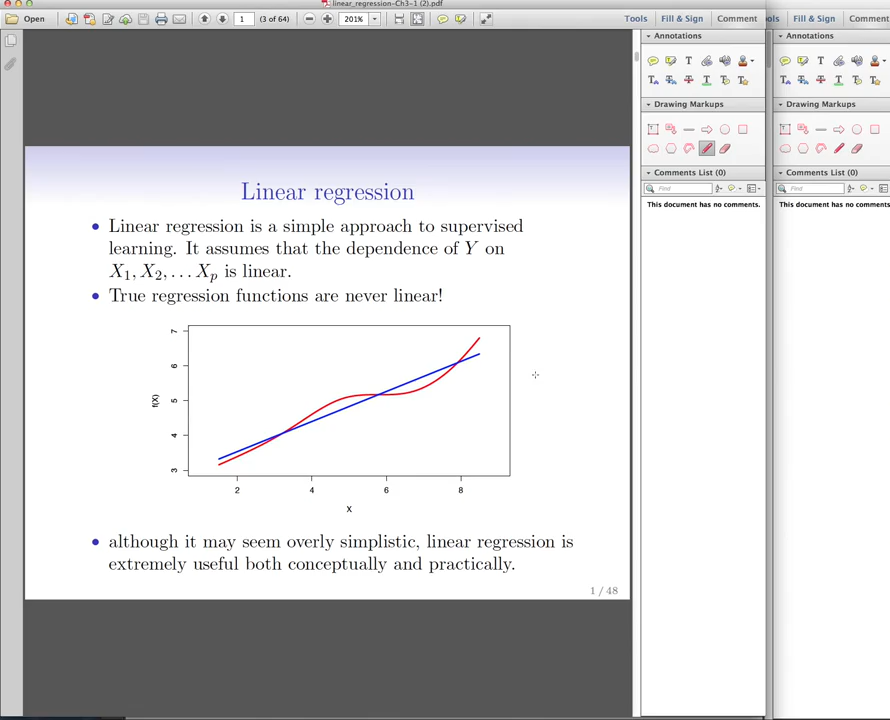 linear_regression-Ch3-1 (2).pdf
Open
1
(3 of 64)
201%
Tools
Fill & Sign
Comment
ols
Fill & Sign
Comment
Annotations
Annotations
Drawing Markups
Drawing Markups
Comments List (0)
Comments List (0)
Find
Find
This document has no comments.
This document has no comments.
Linear regression
• Linear regression is a simple approach to supervised
learning. It assumes that the dependence of Y on
X₁, X₂, . . . Xₚ is linear.
• True regression functions are never linear!
7
6
5
4
3
f(X)
2 4 6 8
X
• although it may seem overly simplistic, linear regression is
extremely useful both conceptually and practically.
1 / 48